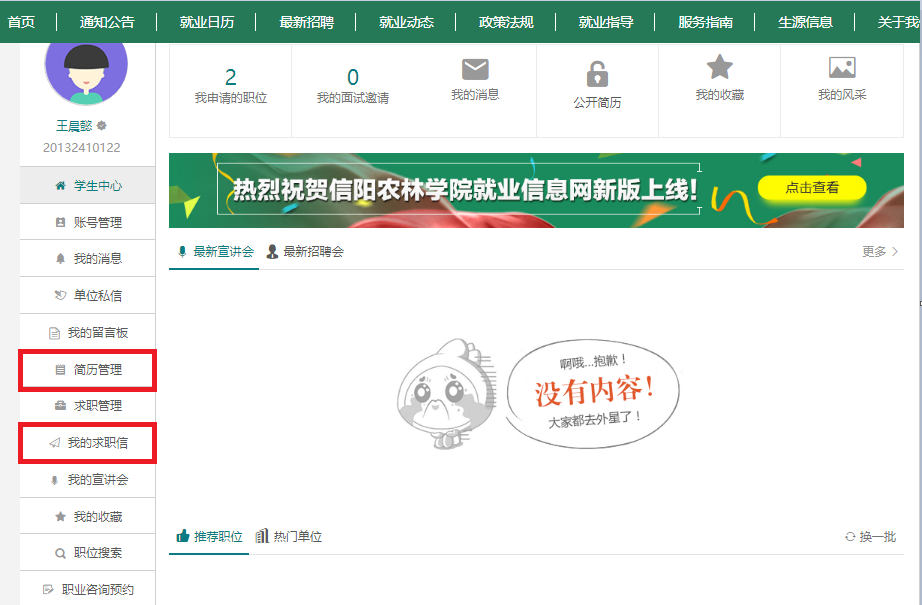 首页 通知公告 就业日历 最新招聘 就业动态 政策法规 就业指导 服务指南 生源信息 关于我
王晨懿
20132410122
学生中心
账号管理
我的消息
单位私信
我的留言板
简历管理
求职管理
我的求职信
我的宣讲会
我的收藏
职位搜索
职业咨询预约
2
我申请的职位
0
我的面试邀请
我的消息
公开简历
我的收藏
我的风采
热烈祝贺信阳农林学院就业信息网新版上线!
点击查看
最新宣讲会 最新招聘会 更多
啊哦...抱歉！
没有内容！
大家都去外星了！
推荐职位 热门单位 换一批